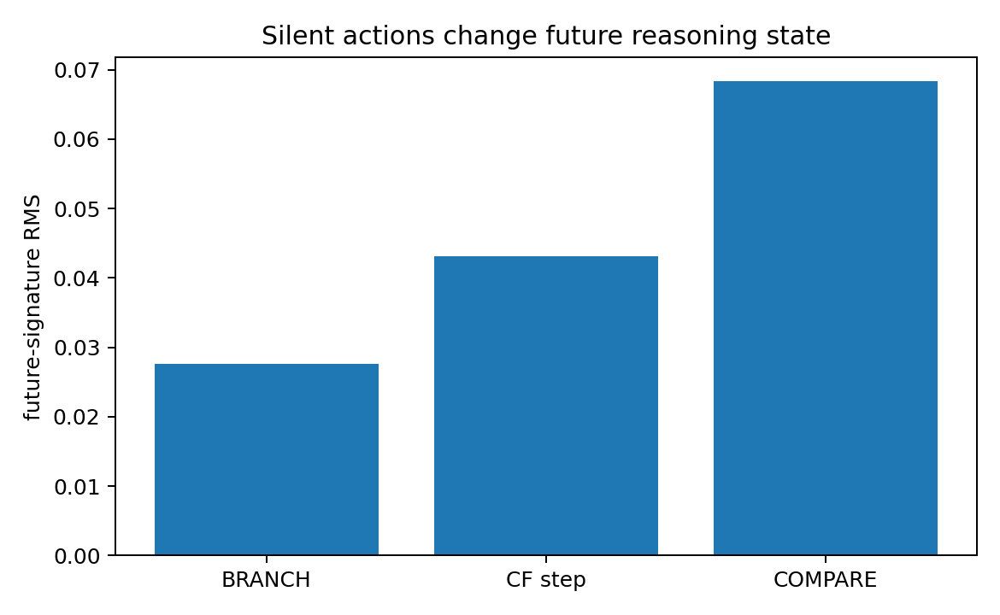 Silent actions change future reasoning state
future-signature RMS
0.07
0.06
0.05
0.04
0.03
0.02
0.01
0.00
BRANCH
CF step
COMPARE